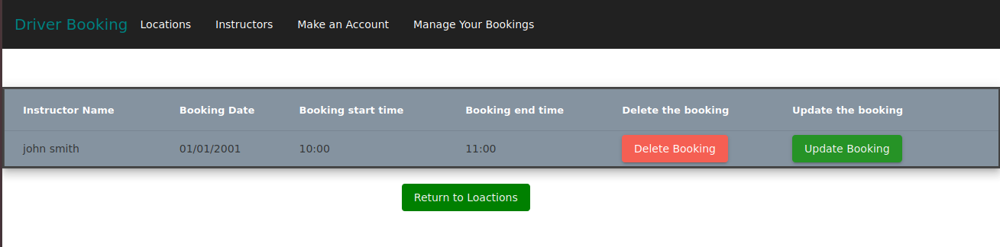 Driver Booking Locations Instructors Make an Account Manage Your Bookings
Instructor Name Booking Date Booking start time Booking end time Delete the booking Update the booking
john smith 01/01/2001 10:00 11:00 Delete Booking Update Booking
Return to Loactions